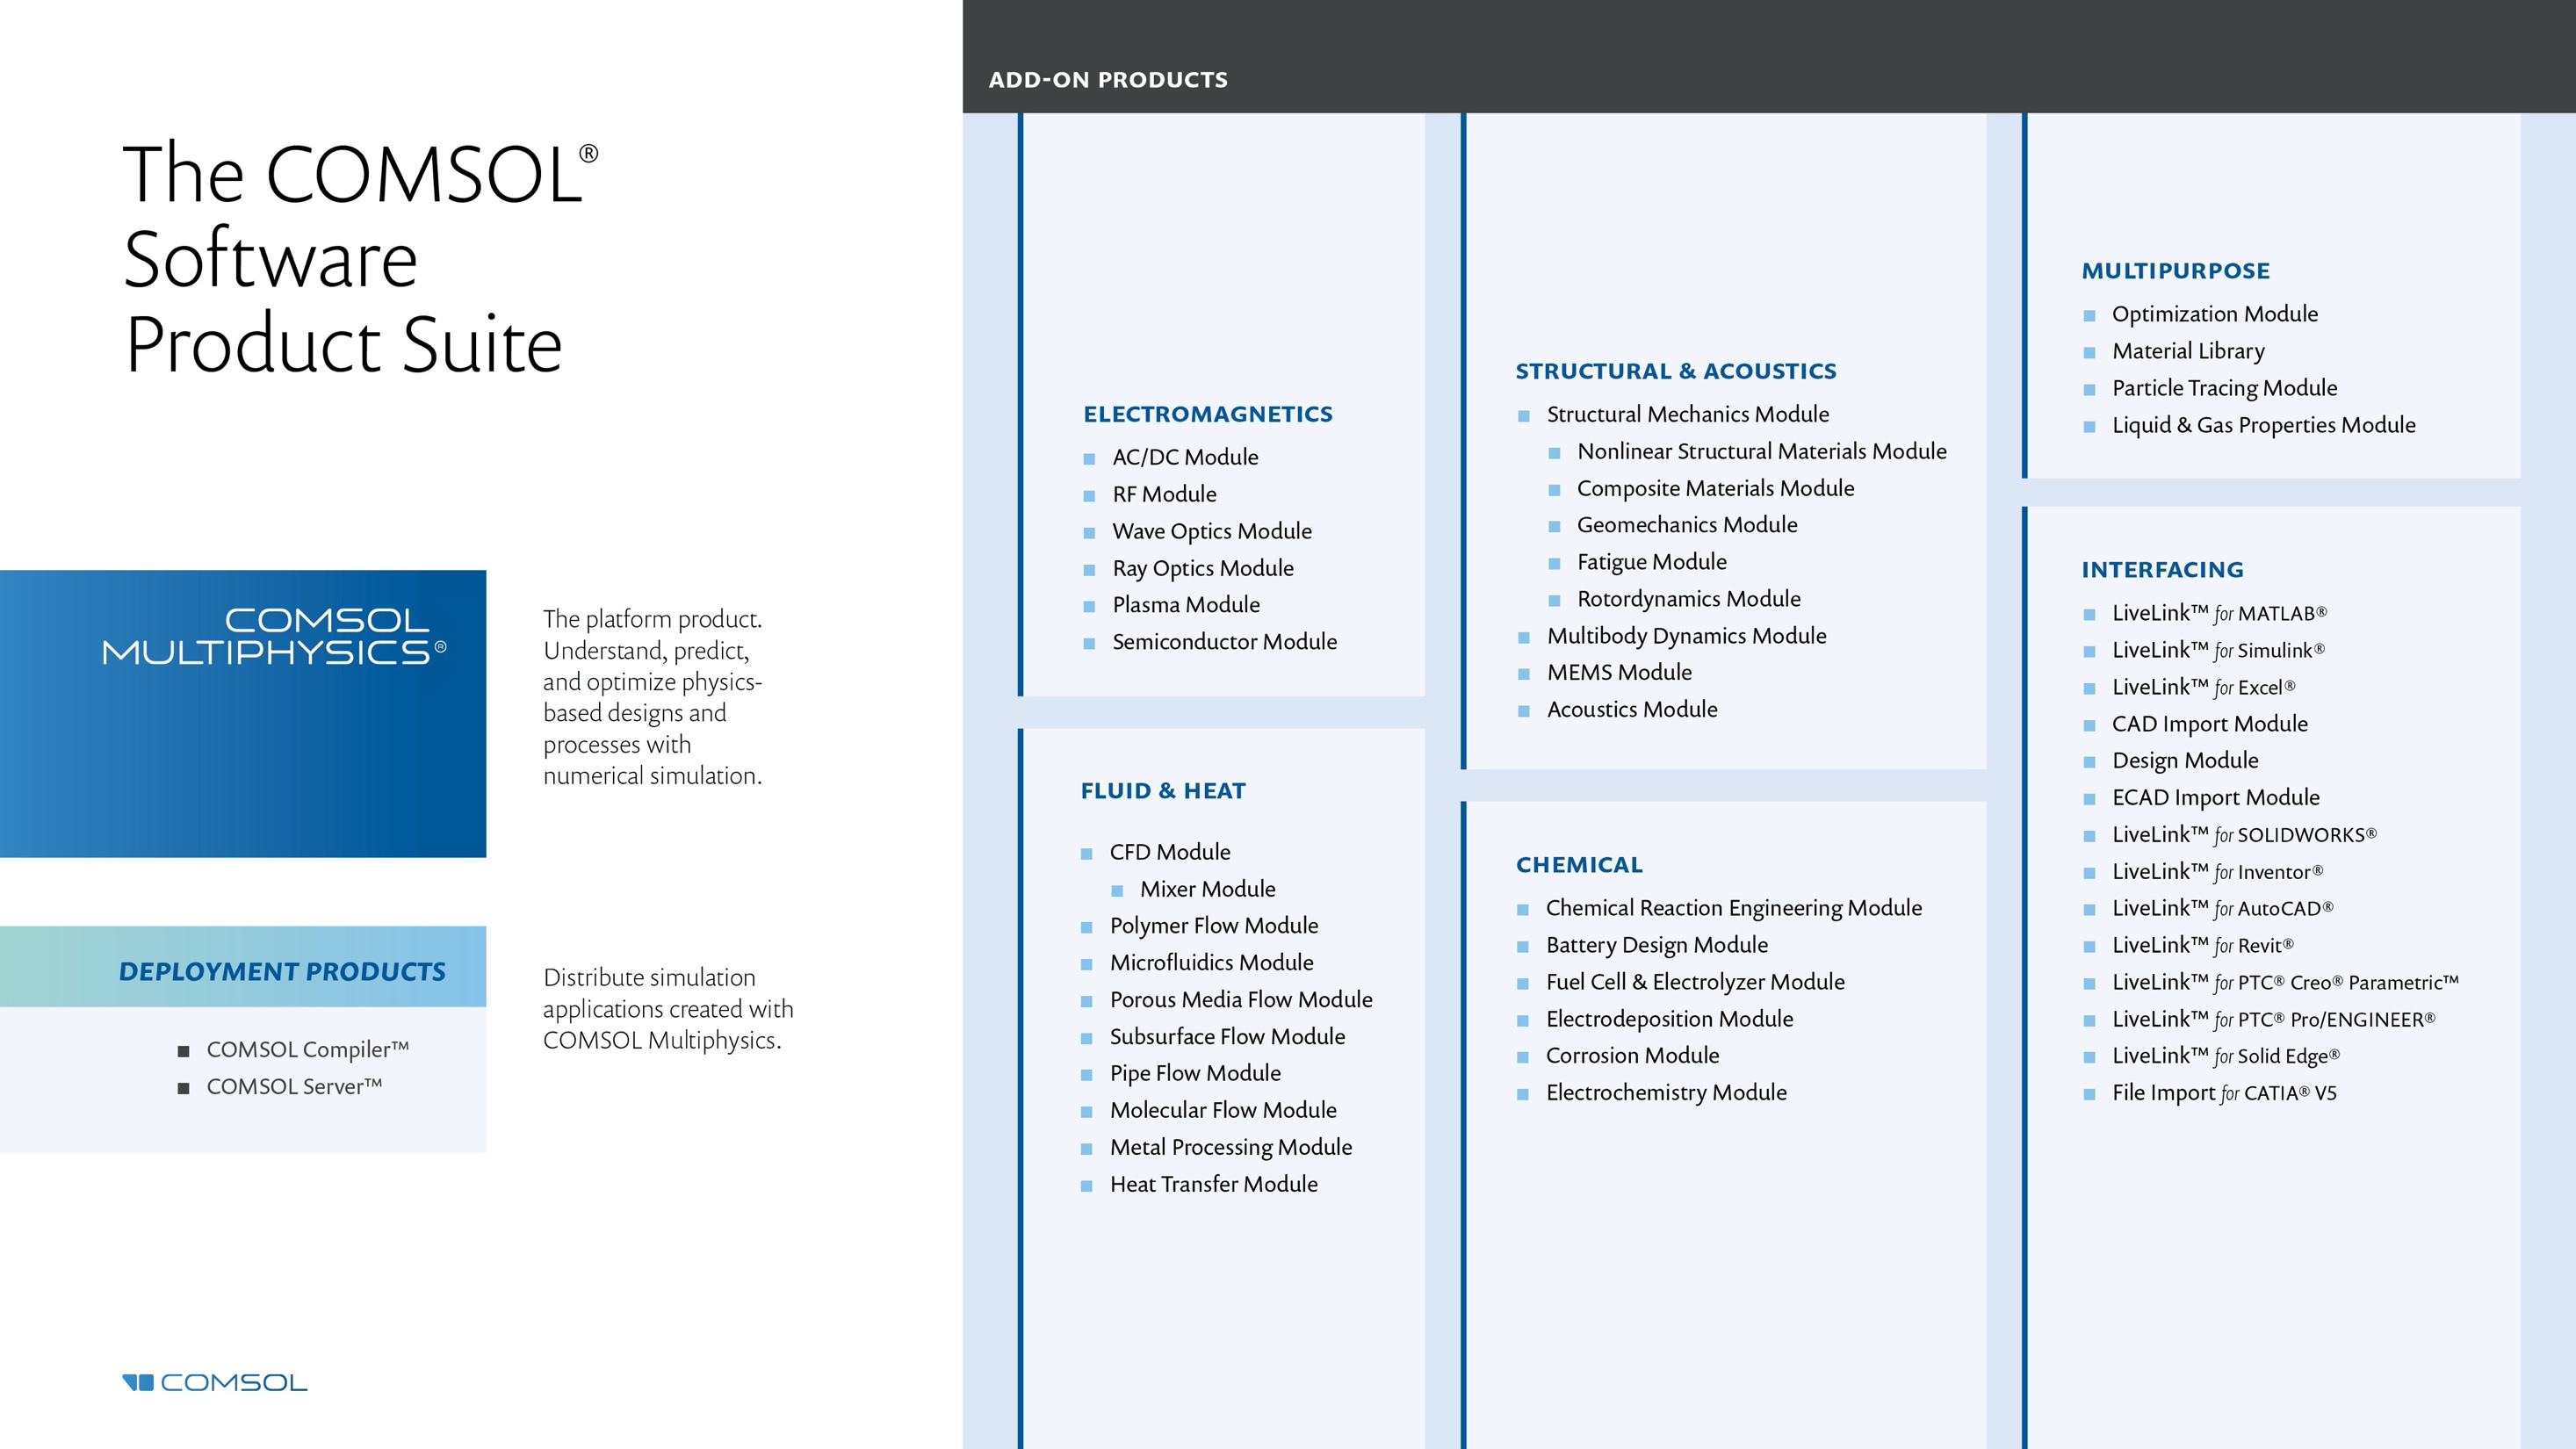 The COMSOL®
Software
Product Suite
COMSOL
MULTIPHYSICS®
The platform product.
Understand, predict,
and optimize physics-
based designs and
processes with
numerical simulation.
DEPLOYMENT PRODUCTS
COMSOL Compiler™
COMSOL Server™
Distribute simulation
applications created with
COMSOL Multiphysics.
COMSOL
ADD-ON PRODUCTS
ELECTROMAGNETICS
AC/DC Module
RF Module
Wave Optics Module
Ray Optics Module
Plasma Module
Semiconductor Module
FLUID & HEAT
CFD Module
Mixer Module
Polymer Flow Module
Microfluidics Module
Porous Media Flow Module
Subsurface Flow Module
Pipe Flow Module
Molecular Flow Module
Metal Processing Module
Heat Transfer Module
STRUCTURAL & ACOUSTICS
Structural Mechanics Module
Nonlinear Structural Materials Module
Composite Materials Module
Geomechanics Module
Fatigue Module
Rotordynamics Module
Multibody Dynamics Module
MEMS Module
Acoustics Module
CHEMICAL
Chemical Reaction Engineering Module
Battery Design Module
Fuel Cell & Electrolyzer Module
Electrodeposition Module
Corrosion Module
Electrochemistry Module
MULTIPURPOSE
Optimization Module
Material Library
Particle Tracing Module
Liquid & Gas Properties Module
INTERFACING
LiveLink™ for MATLAB®
LiveLink™ for Simulink®
LiveLink™ for Excel®
CAD Import Module
Design Module
ECAD Import Module
LiveLink™ for SOLIDWORKS®
LiveLink™ for Inventor®
LiveLink™ for AutoCAD®
LiveLink™ for Revit®
LiveLink™ for PTC® Creo® Parametric™
LiveLink™ for PTC® Pro/ENGINEER®
LiveLink™ for Solid Edge®
File Import for CATIA® V5